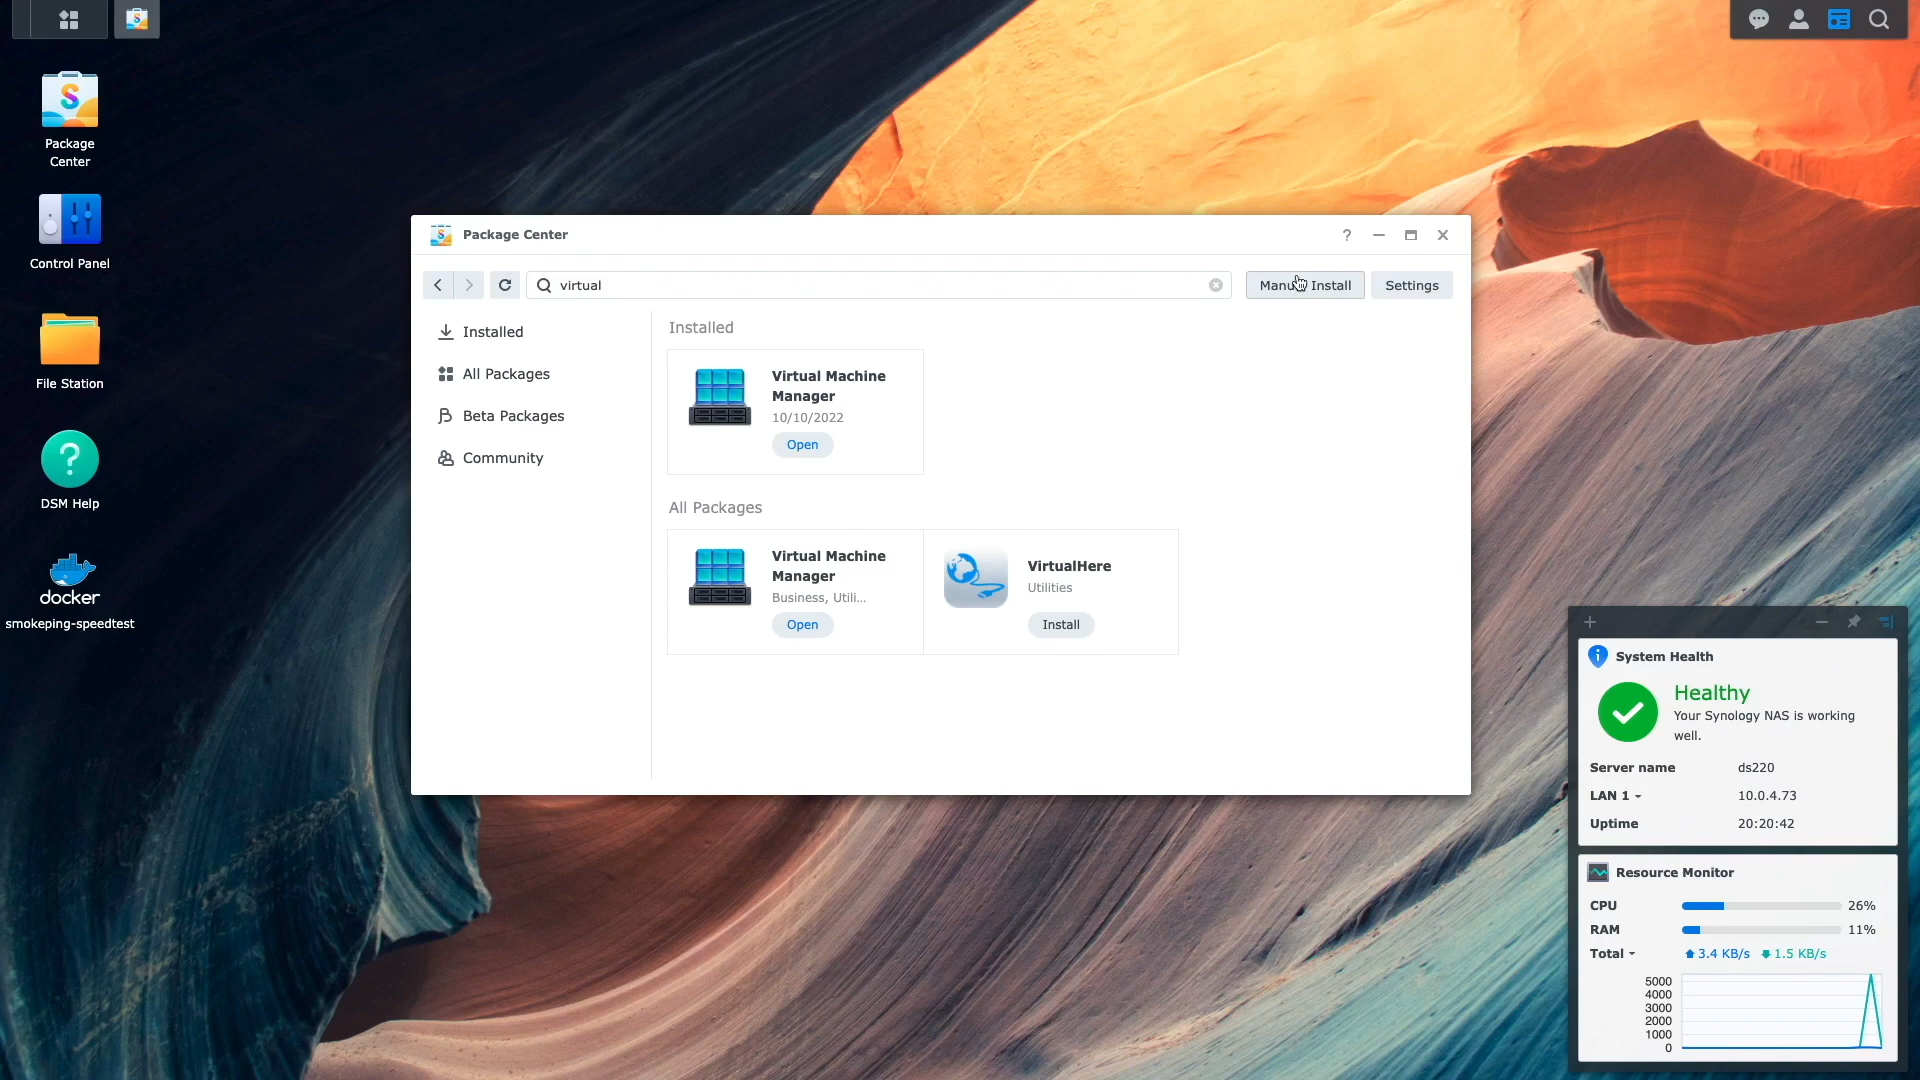 Package
Center
Control Panel
File Station
DSM Help
docker
smokeping-speedtest
Package Center
virtual
Install
Settings
Installed
All Packages
Beta Packages
Community
Installed
Virtual Machine
Manager
10/10/2022
Open
All Packages
Virtual Machine
Manager
Business, Utili...
Open
VirtualHere
Utilities
Install
System Health
Healthy
Your Synology NAS is working
well.
Server name ds220
LAN 1 10.0.4.73
Uptime 20:20:42
Resource Monitor
CPU 26%
RAM 11%
Total 3.4 KB/s 1.5 KB/s
5000
4000
3000
2000
1000
0